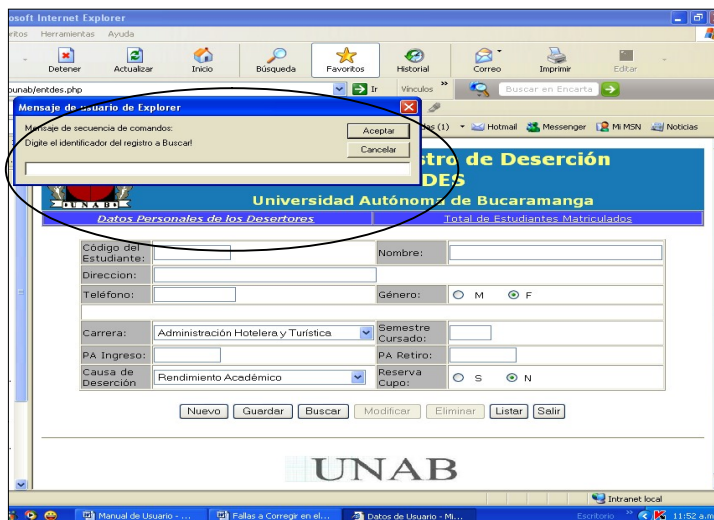 osoft Internet Explorer
ritos Herramientas Ayuda
Detener Actualizar Inicio Búsqueda Favoritos Historial Correo Imprimir Editar
ounab/entdes.php Ir Vínculos » Buscar en Encarta
Mensaje de usuario de Explorer
Mensaje de secuencia de comandos:
Digite el identificador del registro a Buscar!
Aceptar
Cancelar
(1) Hotmail Messenger Mi MSN Noticias
stro de Deserción
DES
Universidad Autónoma de Bucaramanga
UNAB
Datos Personales de los Desertores Total de Estudiantes Matriculados
Código del Estudiante: Nombre:
Direccion:
Teléfono: Género: M F
Carrera: Administración Hotelera y Turística Semestre Cursado:
PA Ingreso: PA Retiro:
Causa de Deserción Rendimiento Académico Reserva Cupo: S N
Nuevo Guardar Buscar Modificar Eliminar Listar Salir
UNAB
Intranet local
Manual de Usuario - ... Fallas a Corregir en el... Datos de Usuario - Mi... Escritorio » 11:52 a.m